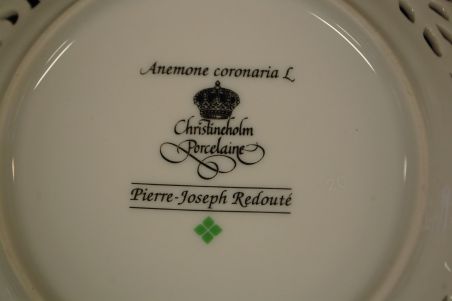 Anemone coronaria L
Christineholm
Porcelaine
Pierre-Joseph Redouté